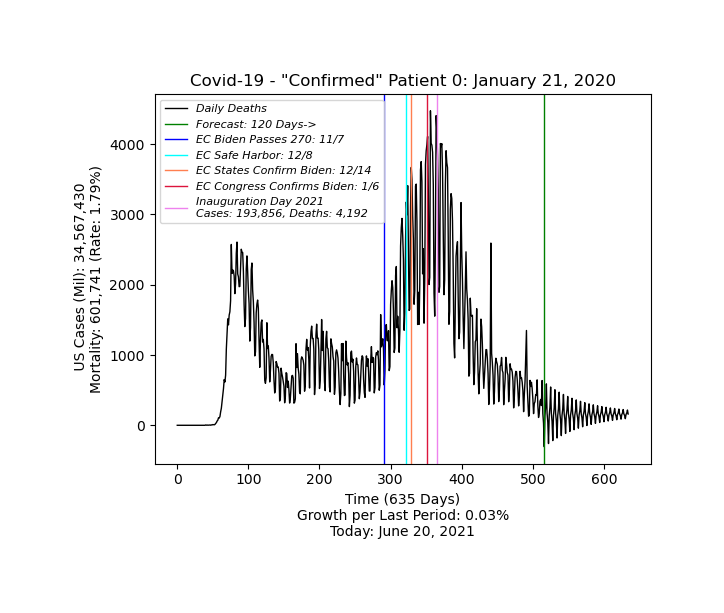 Covid-19 - "Confirmed" Patient 0: January 21, 2020
Daily Deaths
Forecast: 120 Days->
EC Biden Passes 270: 11/7
EC Safe Harbor: 12/8
EC States Confirm Biden: 12/14
EC Congress Confirms Biden: 1/6
Inauguration Day 2021
Cases: 193,856, Deaths: 4,192
US Cases (Mil): 34,567,430
Mortality: 601,741 (Rate: 1.79%)
4000
3000
2000
1000
0
0 100 200 300 400 500 600
Time (635 Days)
Growth per Last Period: 0.03%
Today: June 20, 2021